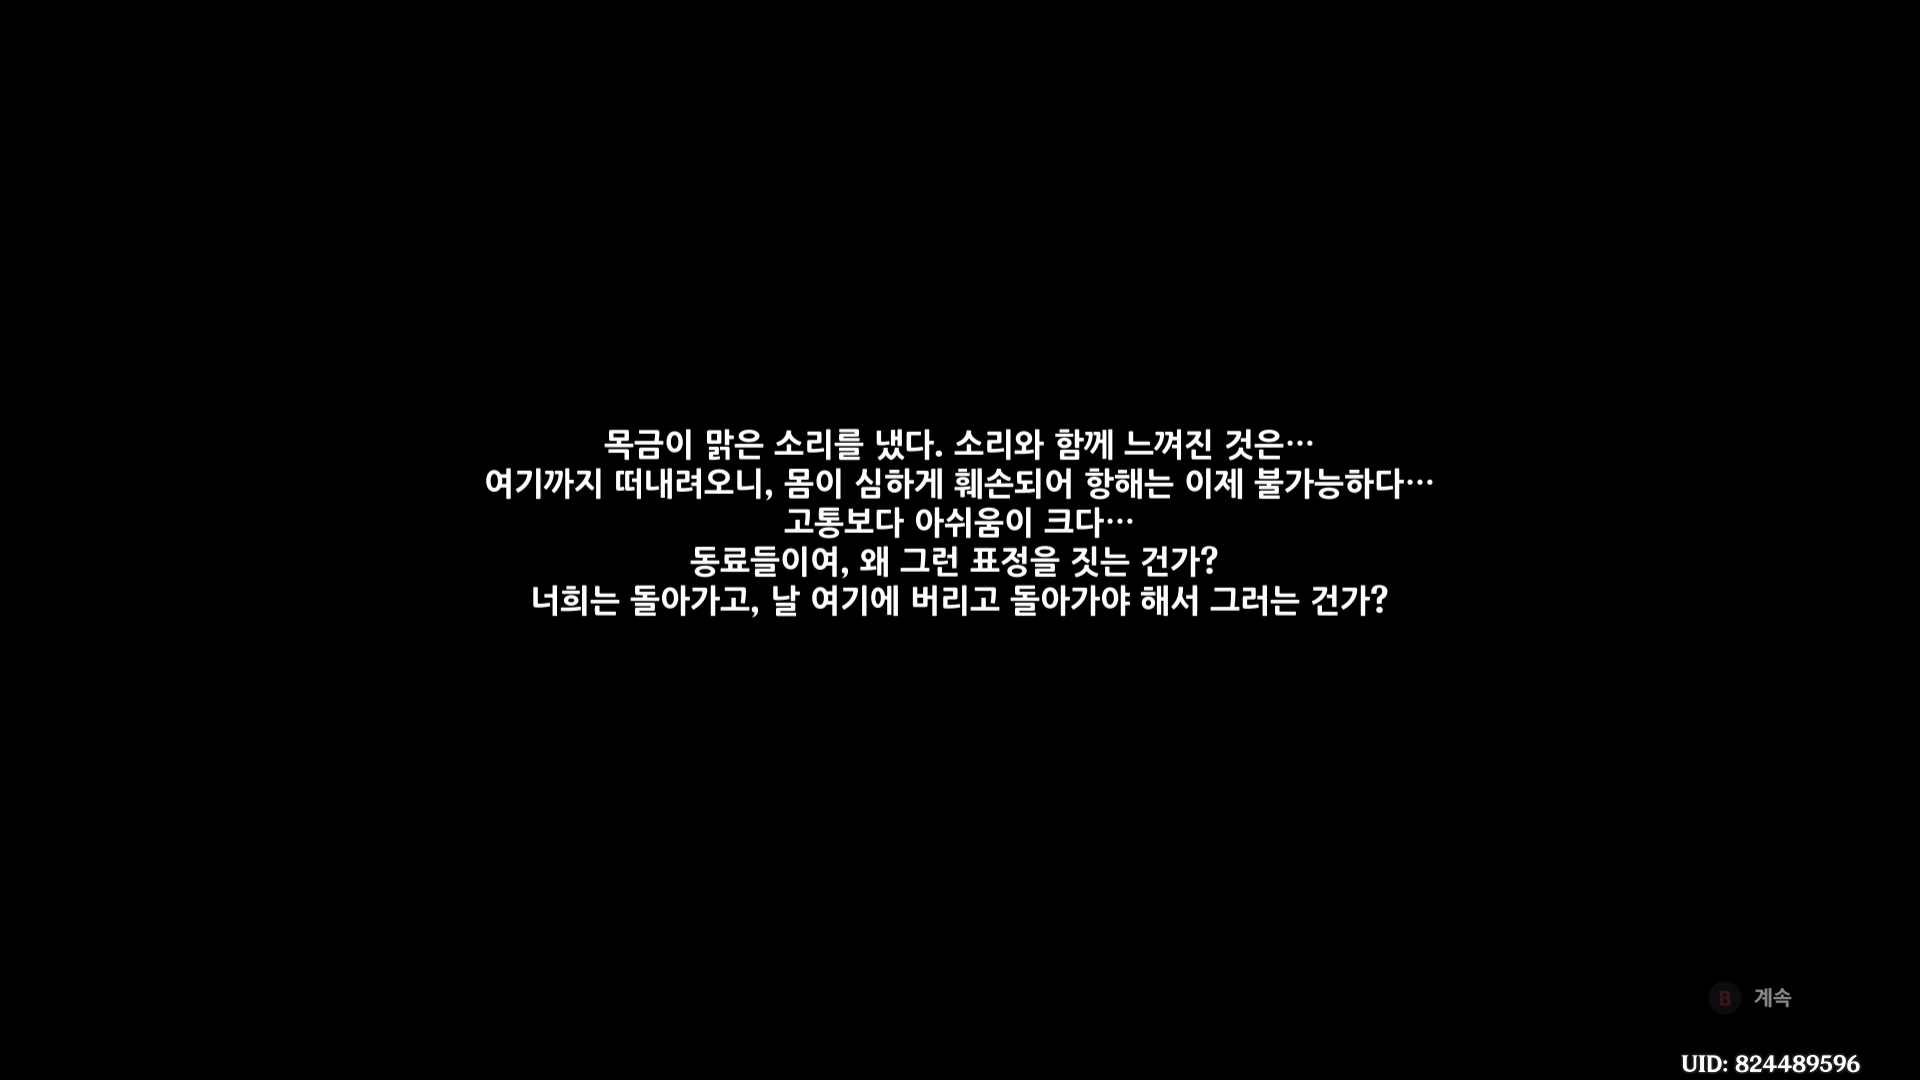 목금이 맑은 소리를 냈다. 소리와 함께 느껴진 것은…
여기까지 떠내려오니, 몸이 심하게 훼손되어 항해는 이제 불가능하다…
고통보다 아쉬움이 크다…
동료들이여, 왜 그런 표정을 짓는 건가?
너희는 돌아가고, 날 여기에 버리고 돌아가야 해서 그러는 건가?
B 계속
UID: 824489596